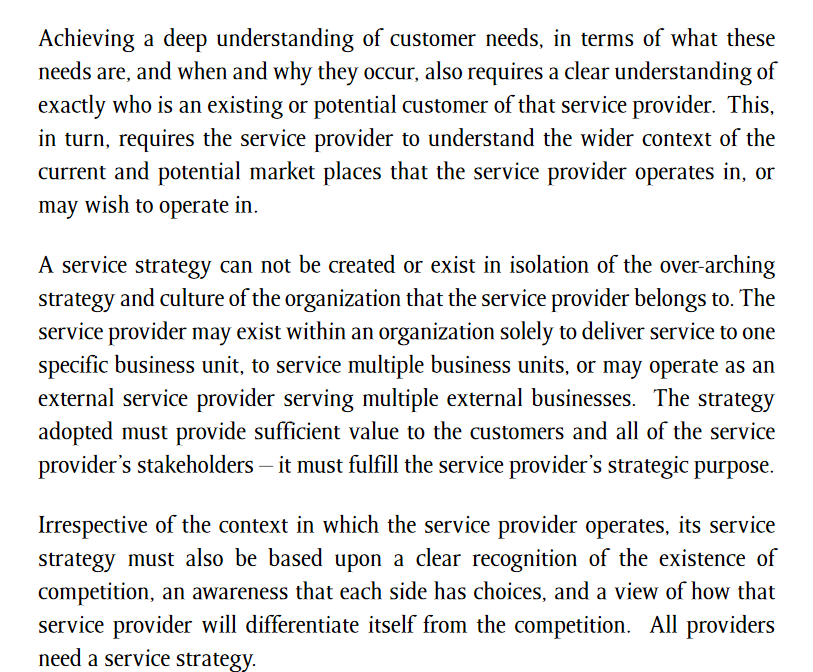 Achieving a deep understanding of customer needs, in terms of what these
needs are, and when and why they occur, also requires a clear understanding of
exactly who is an existing or potential customer of that service provider.  This,
in turn, requires the service provider to understand the wider context of the
current and potential market places that the service provider operates in, or
may wish to operate in.
A service strategy can not be created or exist in isolation of the over-arching
strategy and culture of the organization that the service provider belongs to. The
service provider may exist within an organization solely to deliver service to one
specific business unit, to service multiple business units, or may operate as an
external service provider serving multiple external businesses.  The strategy
adopted must provide sufficient value to the customers and all of the service
provider’s stakeholders – it must fulfill the service provider’s strategic purpose.
Irrespective of the context in which the service provider operates, its service
strategy must also be based upon a clear recognition of the existence of
competition, an awareness that each side has choices, and a view of how that
service provider will differentiate itself from the competition.  All providers
need a service strategy.